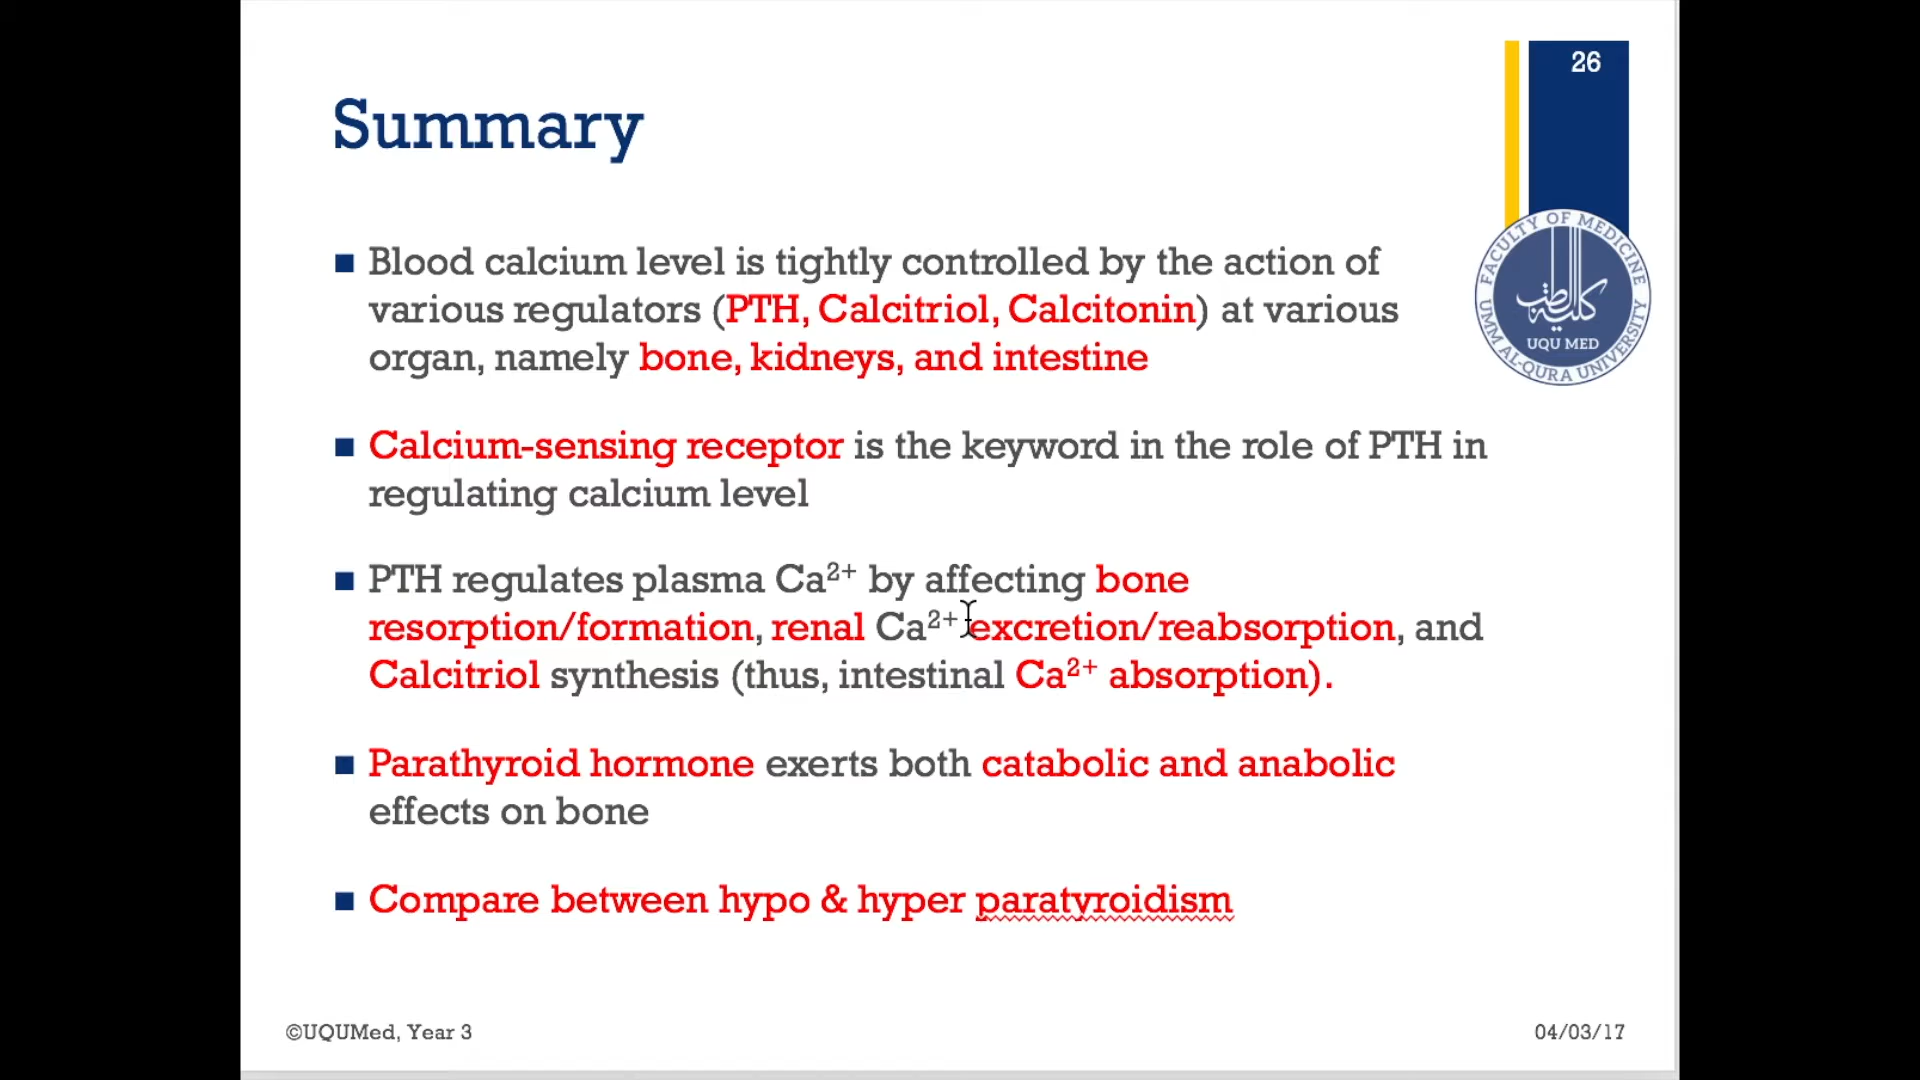 26
Summary
■ Blood calcium level is tightly controlled by the action of
various regulators (PTH, Calcitriol, Calcitonin) at various
organ, namely bone, kidneys, and intestine
■ Calcium-sensing receptor is the keyword in the role of PTH in
regulating calcium level
■ PTH regulates plasma Ca²⁺ by affecting bone
resorption/formation, renal Ca²⁺ excretion/reabsorption, and
Calcitriol synthesis (thus, intestinal Ca²⁺ absorption).
■ Parathyroid hormone exerts both catabolic and anabolic
effects on bone
■ Compare between hypo & hyper paratyroidism
FACULTY OF MEDICINE
كلية الطب
UQU MED
UMM AL-QURA UNIVERSITY
©UQUMed, Year 3
04/03/17